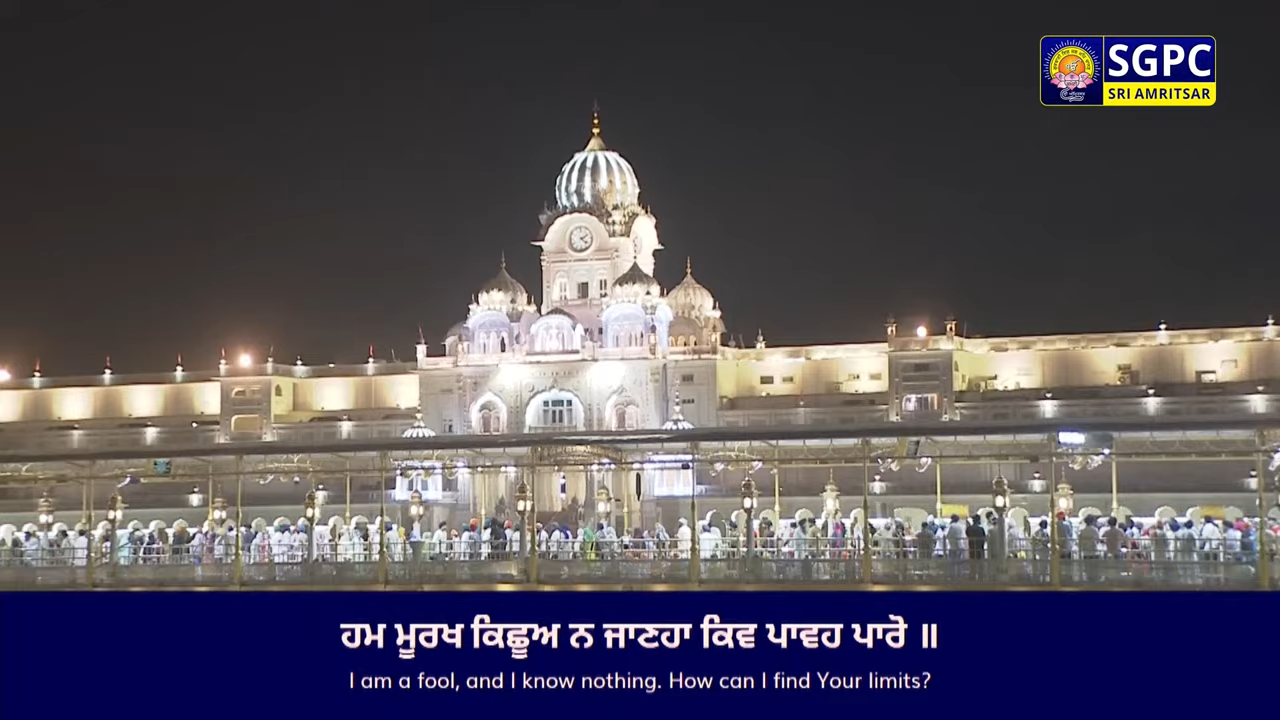 SGPC
SRI AMRITSAR
ਹਮ ਮੂਰਖ ਕਿਛੂਅ ਨ ਜਾਣਹਾ ਕਿਵ ਪਾਵਹ ਪਾਰੋ ॥
I am a fool, and I know nothing. How can I find Your limits?